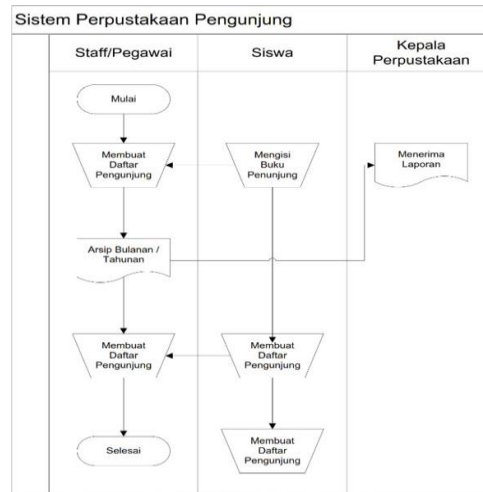 Sistem Perpustakaan Pengunjung
Staff/Pegawai
Siswa
Kepala
Perpustakaan
Mulai
Membuat
Daftar
Pengunjung
Mengisi
Buku
Penunjung
Menerima
Laporan
Arsip Bulanan /
Tahunan
Membuat
Daftar
Pengunjung
Membuat
Daftar
Pengunjung
Selesai
Membuat
Daftar
Pengunjung